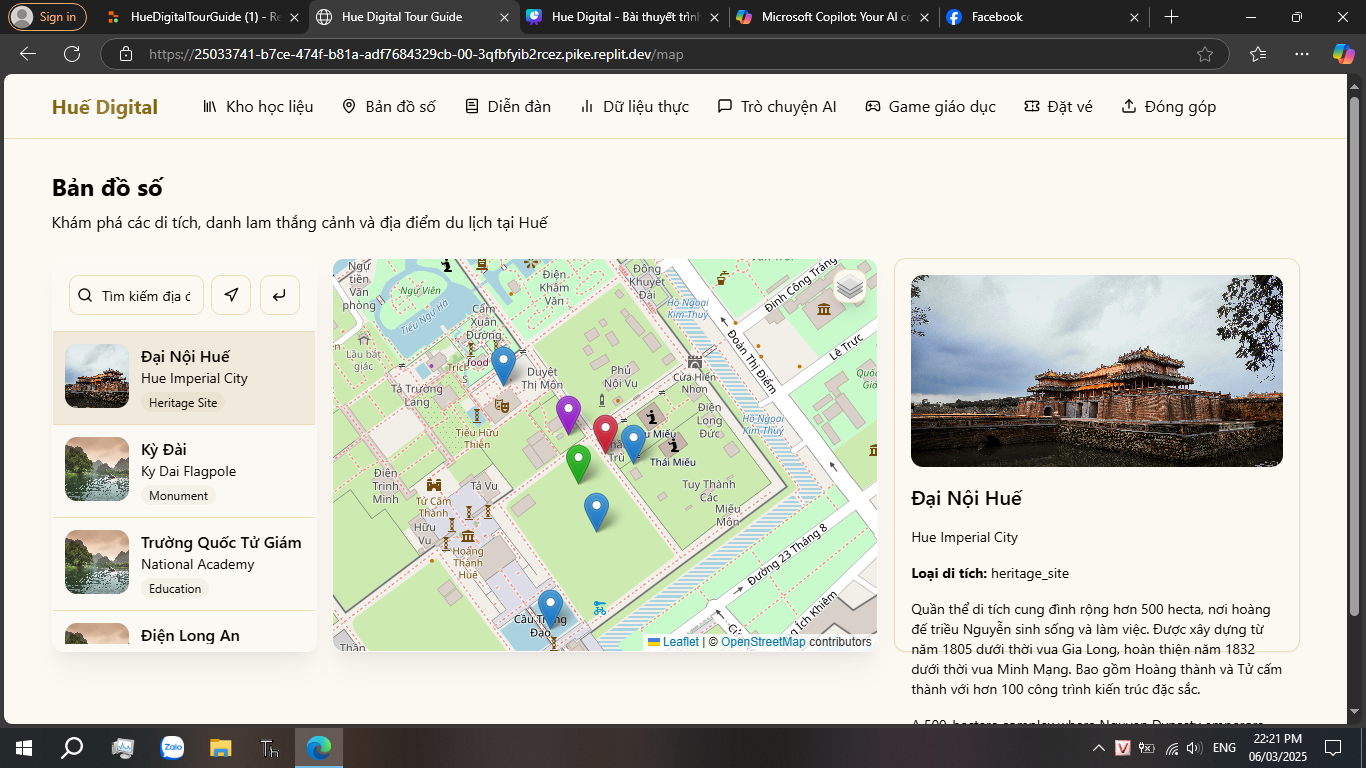 Sign in
HueDigitalTourGuide (1) - Re
Hue Digital Tour Guide
Hue Digital - Bài thuyết trình
Microsoft Copilot: Your AI co
Facebook
https://25033741-b7ce-474f-b81a-adf7684329cb-00-3qfbfyib2rcez.pike.replit.dev/map
Huế Digital
Kho học liệu
Bản đồ số
Diễn đàn
Dữ liệu thực
Trò chuyện AI
Game giáo dục
Đặt vé
Đóng góp
Bản đồ số
Khám phá các di tích, danh lam thắng cảnh và địa điểm du lịch tại Huế
Tìm kiếm địa đ
Đại Nội Huế
Hue Imperial City
Heritage Site
Kỳ Đài
Ky Dai Flagpole
Monument
Trường Quốc Tử Giám
National Academy
Education
Điện Long An
Ngự
tiền
Văn
phòng
Ngự Viên
Tiểu Ngự Hà
Điện
Khâm
Văn
Đông
Khuyết
Đài
Hồ Ngoại
Kim Thuỷ
Đinh Công Tráng
Lầu bát
giác
Cẩm
Xuân
Đường
food
Duyệt
Thị Môn
Phủ
Nội Vụ
Cửa Hiển
Nhơn
Đoàn Thị Điểm
Lê Trực
Tả Trường
Lang
Tiểu Hữu
Thiên
Điện
Long
Đức
Hồ Ngoại
Kim Thuỷ
Thái Miếu
Điện
Trinh
Minh
Tử Cấm
Thành
Hữu
Vu
Tả Vu
Tuy Thành
Các
Miếu
Môn
Hoàng
Thành
Huế
Đường 23 Tháng 8
Cầu Trung
Đạo
Ích Khiêm
Thần
Leaflet | © OpenStreetMap contributors
Đại Nội Huế
Hue Imperial City
Loại di tích: heritage_site
Quần thể di tích cung đình rộng hơn 500 hecta, nơi hoàng
đế triều Nguyễn sinh sống và làm việc. Được xây dựng từ
năm 1805 dưới thời vua Gia Long, hoàn thiện năm 1832
dưới thời vua Minh Mạng. Bao gồm Hoàng thành và Tử cấm
thành với hơn 100 công trình kiến trúc đặc sắc.
A 500-hectare complex where Nguyen Dynasty emperors
Zalo
Th
V
ENG
22:21 PM
06/03/2025